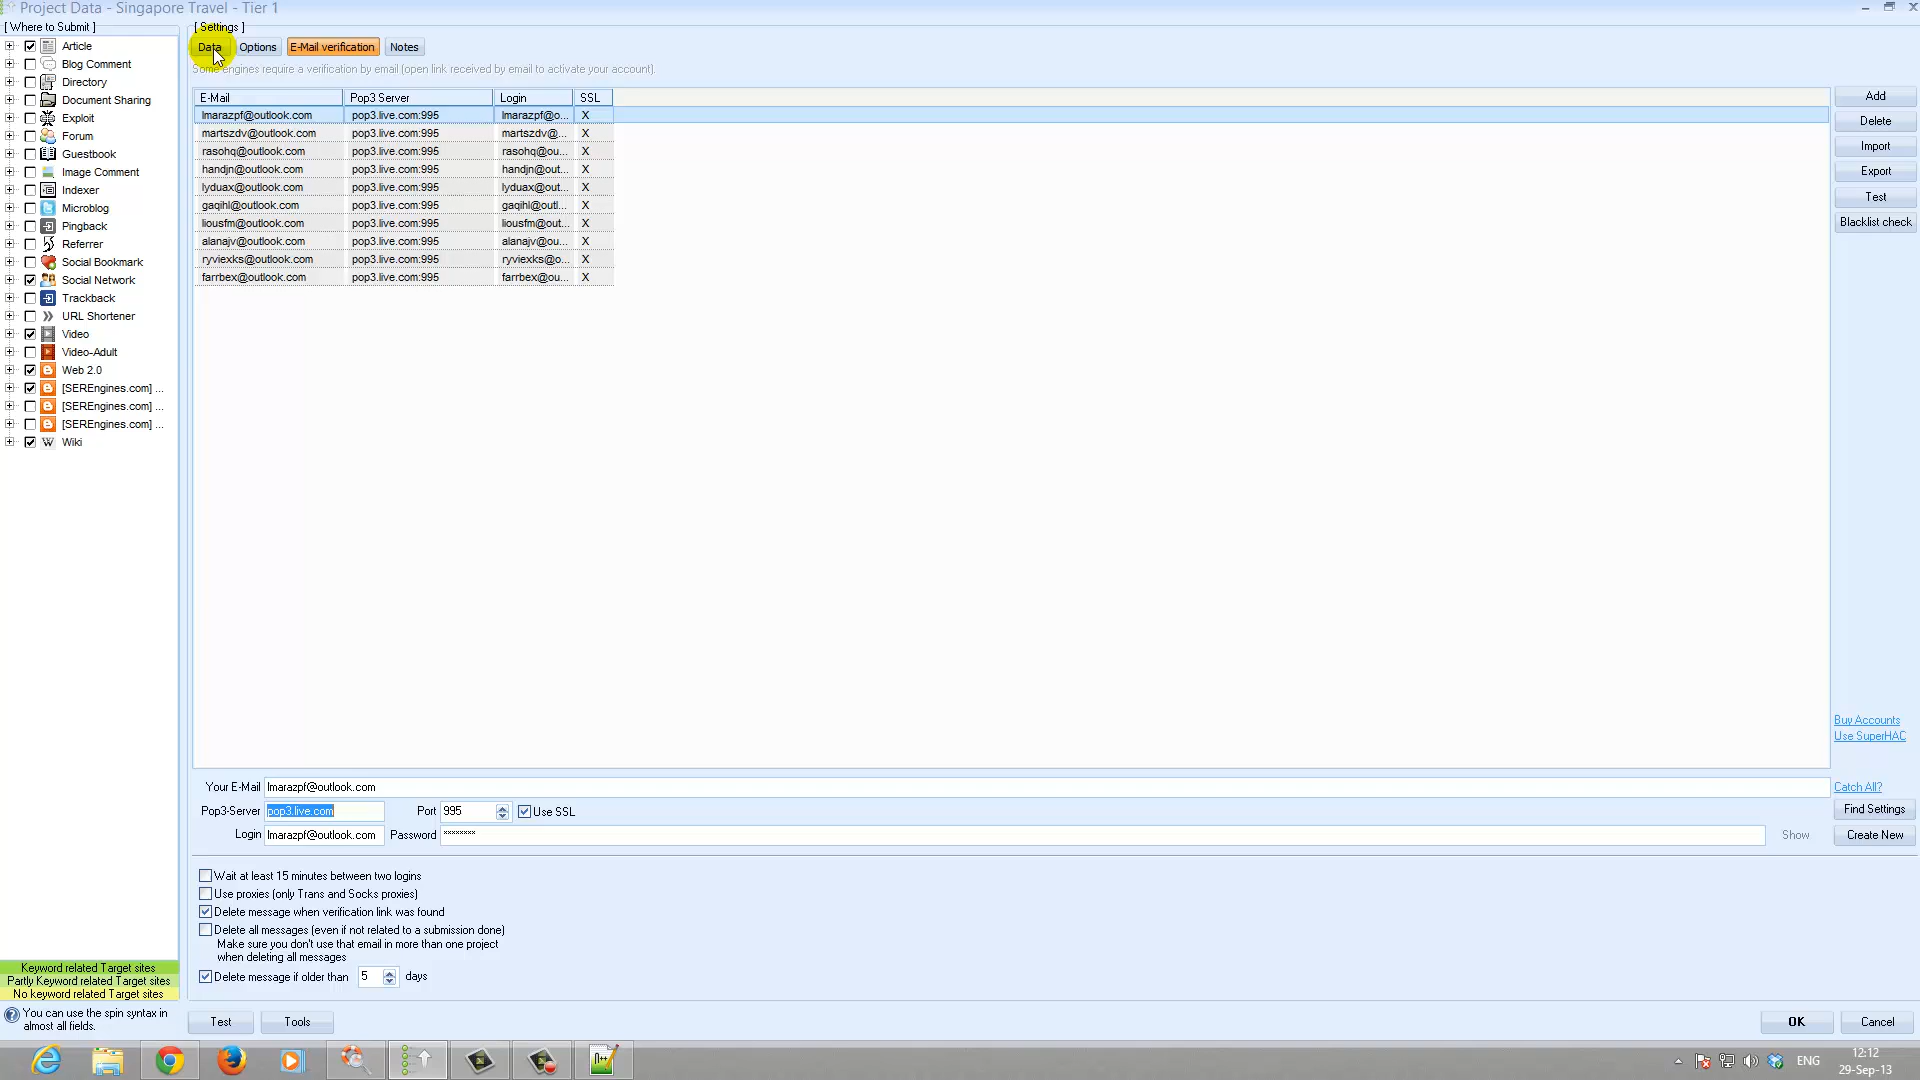 Project Data - Singapore Travel - Tier 1
[ Where to Submit ]
Article
Blog Comment
Directory
Document Sharing
Exploit
Forum
Guestbook
Image Comment
Indexer
Microblog
Pingback
Referrer
Social Bookmark
Social Network
Trackback
URL Shortener
Video
Video-Adult
Web 2.0
[SEREngines.com] ...
[SEREngines.com] ...
[SEREngines.com] ...
Wiki
Keyword related Target sites
Partly Keyword related Target sites
No keyword related Target sites
You can use the spin syntax in
almost all fields.
[ Settings ]
Data Options E-Mail verification Notes
Some engines require a verification by email (open link received by email to activate your account).
E-Mail Pop3 Server Login SSL
lmarazpf@outlook.com pop3.live.com:995 lmarazpf@o... X
martszdv@outlook.com pop3.live.com:995 martszdv@... X
rasohq@outlook.com pop3.live.com:995 rasohq@ou... X
handjn@outlook.com pop3.live.com:995 handjn@out... X
lyduax@outlook.com pop3.live.com:995 lyduax@out... X
gaqihl@outlook.com pop3.live.com:995 gaqihl@outl... X
liousfm@outlook.com pop3.live.com:995 liousfm@out... X
alanajv@outlook.com pop3.live.com:995 alanajv@ou... X
ryviexks@outlook.com pop3.live.com:995 ryviexks@o... X
farrbex@outlook.com pop3.live.com:995 farrbex@ou... X
Add
Delete
Import
Export
Test
Blacklist check
Buy Accounts
Use SuperHAC
Your E-Mail lmarazpf@outlook.com Catch All?
Pop3-Server pop3.live.com Port 995 Use SSL Find Settings
Login lmarazpf@outlook.com Password ******** Show Create New
Wait at least 15 minutes between two logins
Use proxies (only Trans and Socks proxies)
Delete message when verification link was found
Delete all messages (even if not related to a submission done)
Make sure you don't use that email in more than one project
when deleting all messages
Delete message if older than 5 days
Test Tools OK Cancel
ENG
12:12
29-Sep-13